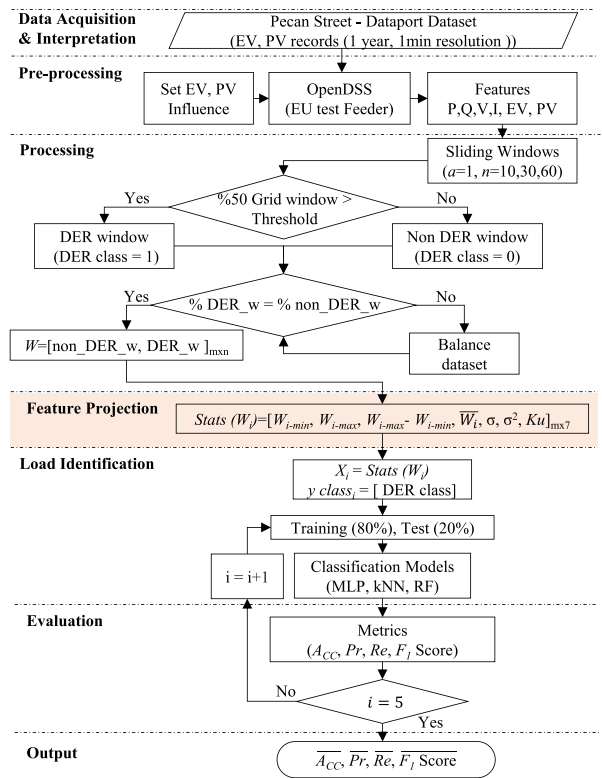 Data Acquisition
& Interpretation
Pecan Street - Dataport Dataset
(EV, PV records (1 year, 1min resolution ))
Pre-processing
Set EV, PV
Influence
OpenDSS
(EU test Feeder)
Features
P,Q,V,I, EV, PV
Processing
Sliding Windows
(a=1, n=10,30,60)
%50 Grid window >
Threshold
Yes
No
DER window
(DER class = 1)
Non DER window
(DER class = 0)
% DER_w = % non_DER_w
Yes
No
W=[non_DER_w, DER_w ]mxn
Balance
dataset
Feature Projection
Stats (Wi)=[Wi-min, Wi-max, Wi-max- Wi-min, W̅i, σ, σ², Ku]mx7
Load Identification
Xi = Stats (Wi)
y classi = [ DER class]
Training (80%), Test (20%)
i = i+1
Classification Models
(MLP, kNN, RF)
Evaluation
Metrics
(ACC, Pr, Re, F1 Score)
No
i = 5
Yes
Output
A̅C̅C̅, P̅r̅, R̅e̅, F̅1̅ ̅S̅c̅o̅r̅e̅